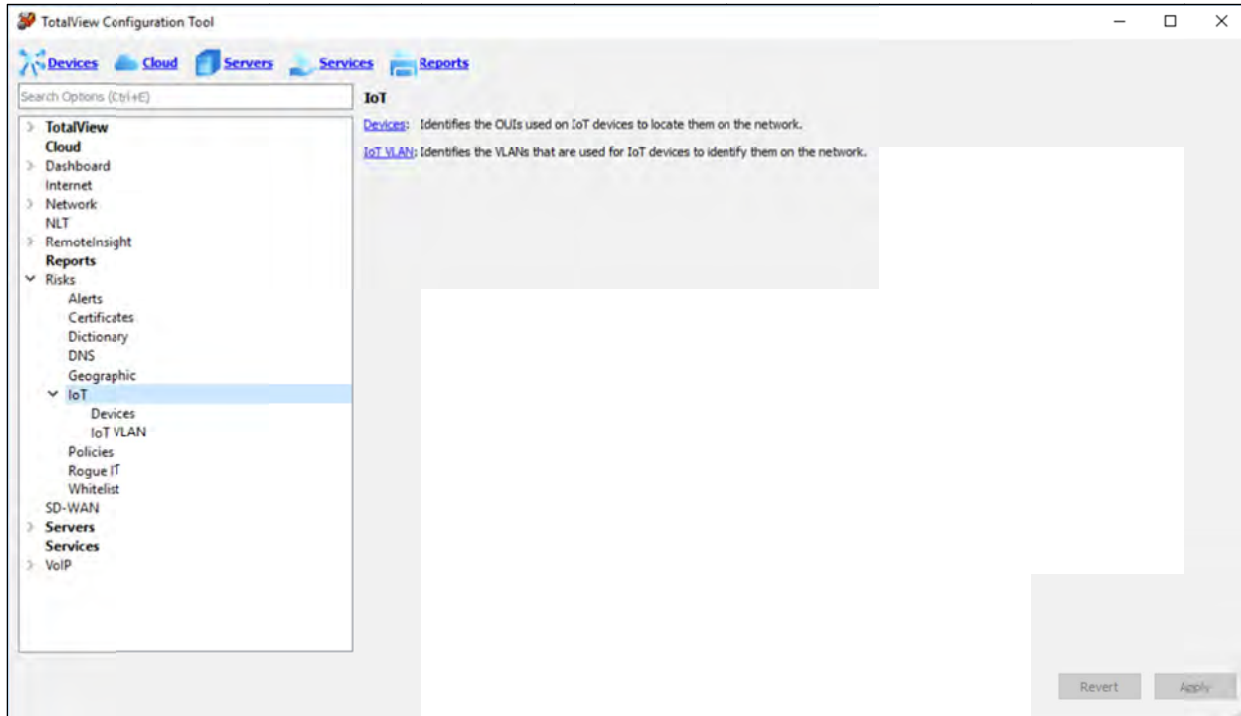 TotalView Configuration Tool
Devices Cloud Servers Services Reports
Search Options (Ctrl+E)
TotalView
Cloud
Dashboard
Internet
Network
NLT
RemoteInsight
Reports
Risks
Alerts
Certificates
Dictionary
DNS
Geographic
IoT
Devices
IoT VLAN
Policies
Rogue IT
Whitelist
SD-WAN
Servers
Services
VoIP
IoT
Devices: Identifies the OUIs used on IoT devices to locate them on the network.
IoT VLAN: Identifies the VLANs that are used for IoT devices to identify them on the network.
Revert Apply